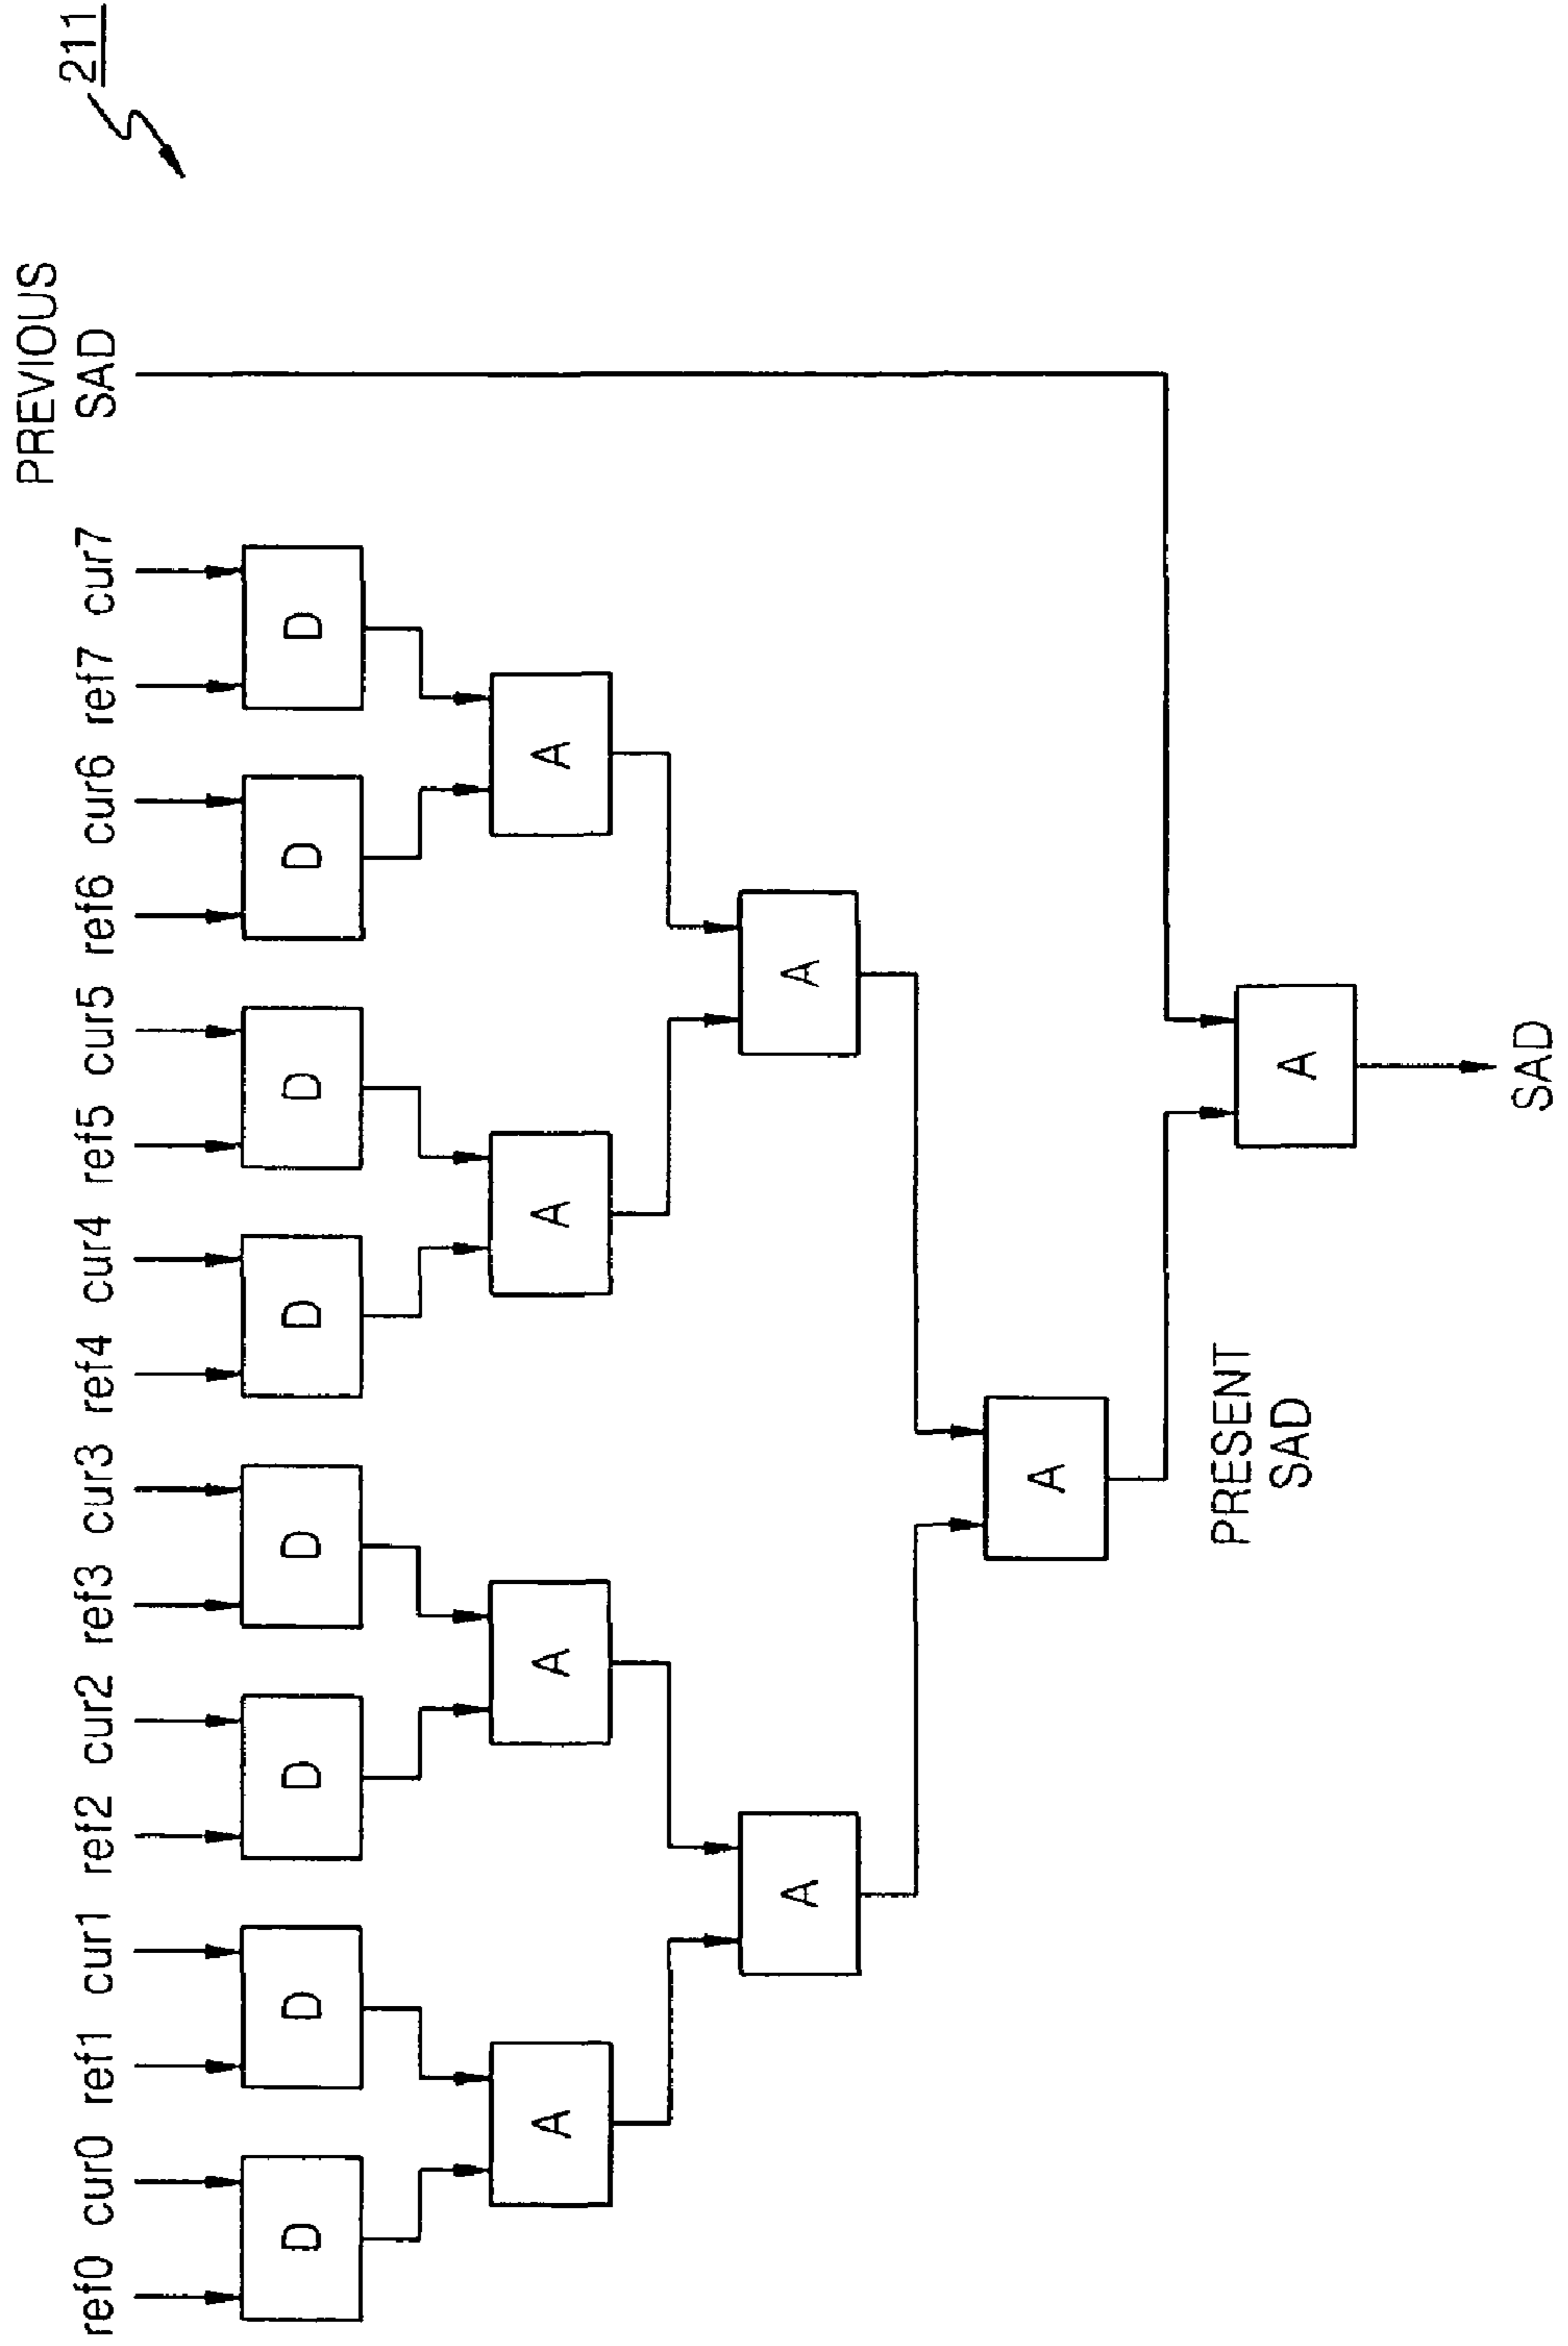 211
ref0 cur0 ref1 cur1 ref2 cur2 ref3 cur3 ref4 cur4 ref5 cur5 ref6 cur6 ref7 cur7
PREVIOUS
SAD
D D D D D D D D
A A A A
A A
A
PRESENT
SAD
A
SAD